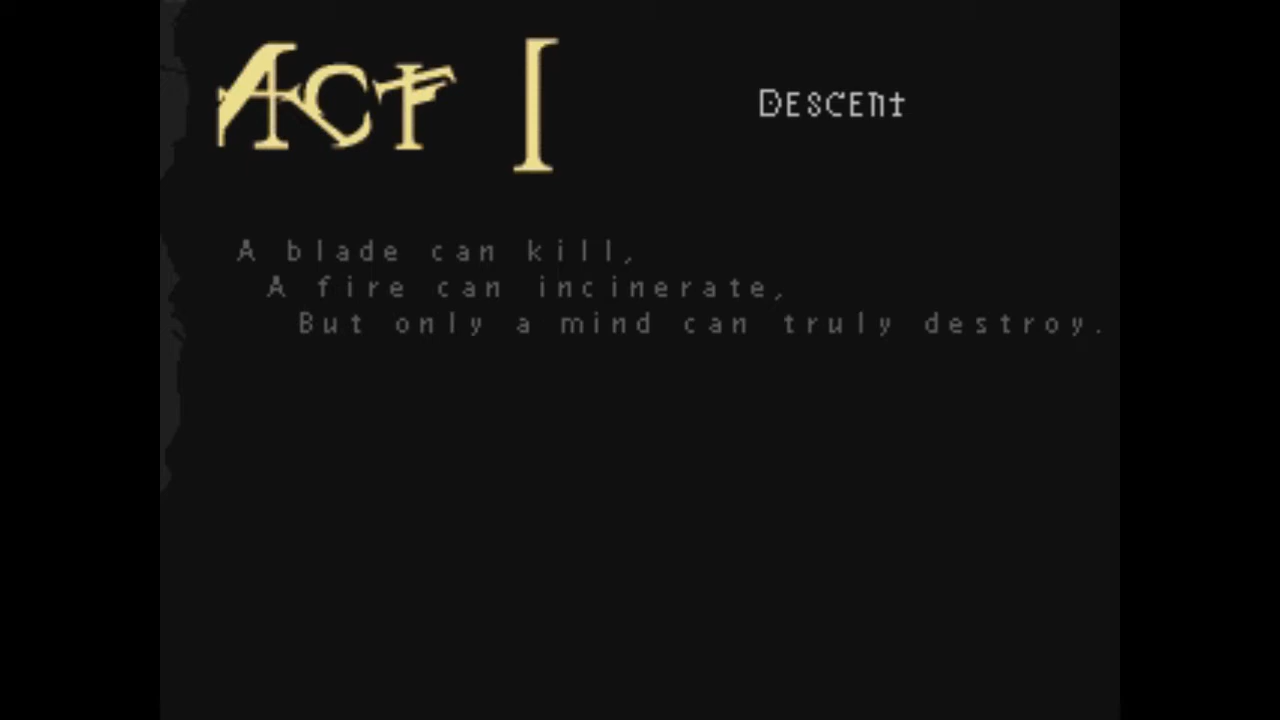 Act I
Descent
A blade can kill,
A fire can incinerate,
But only a mind can truly destroy.